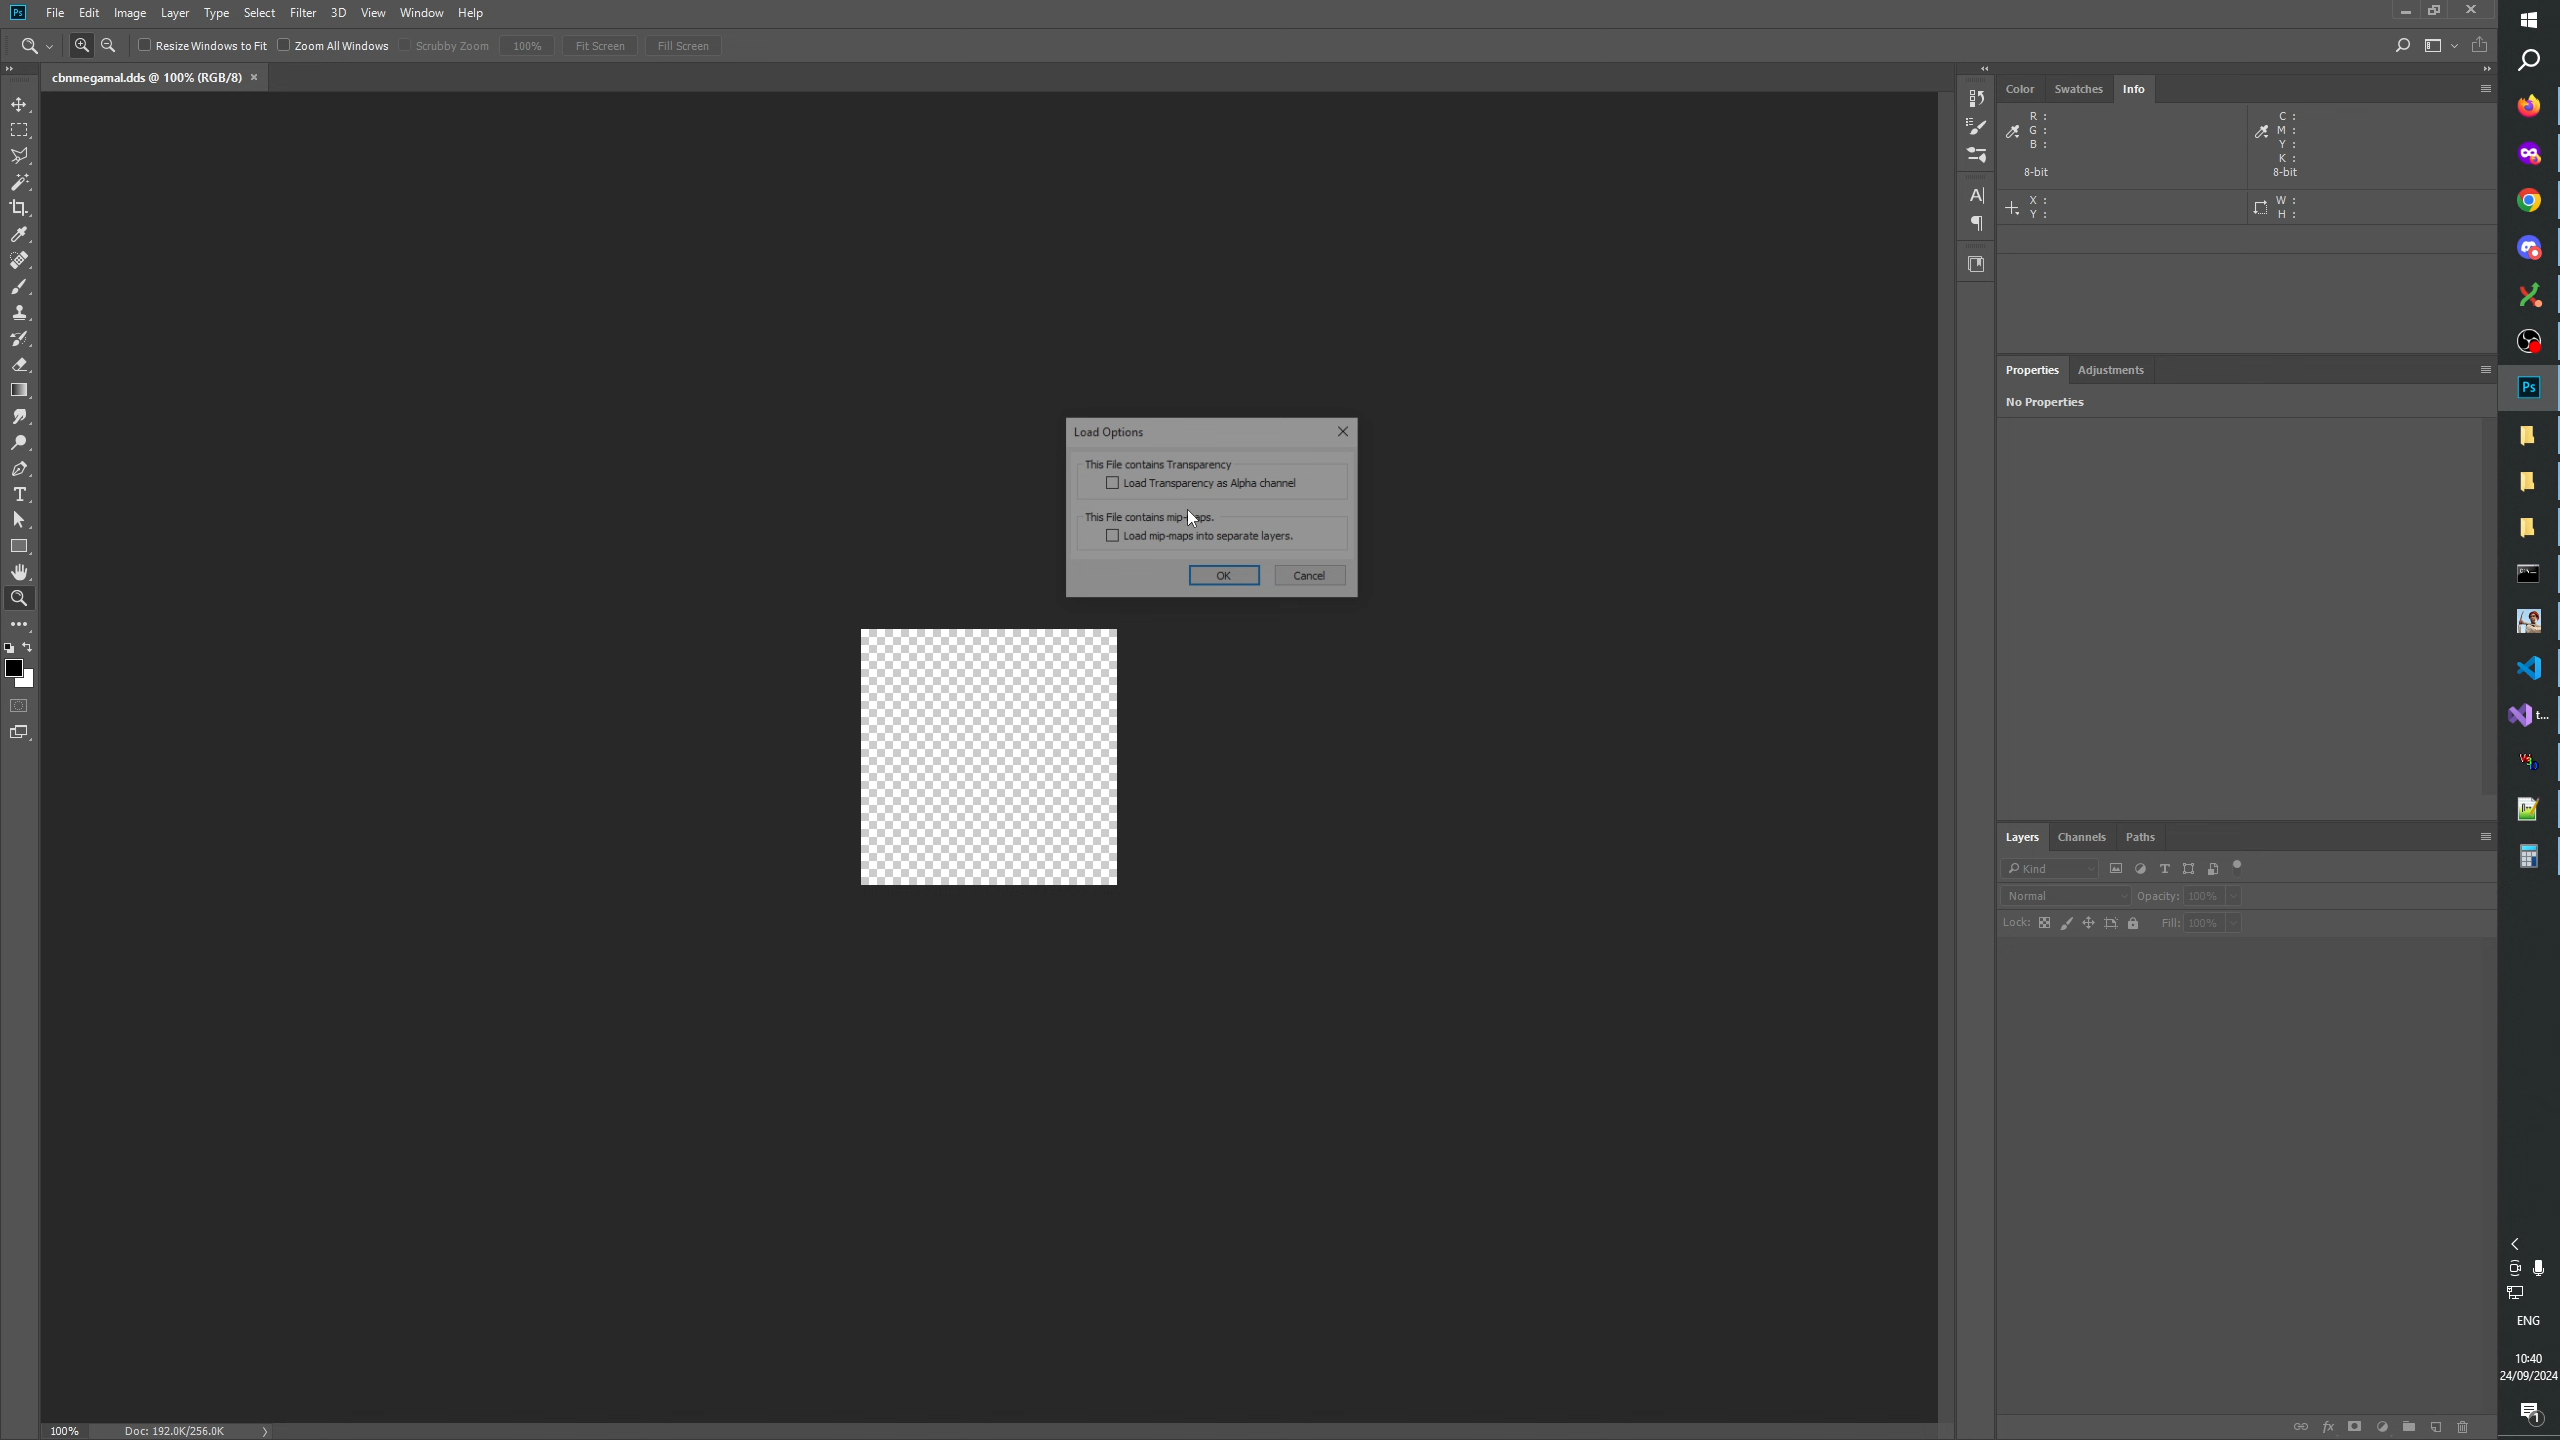 Ps File Edit Image Layer Type Select Filter 3D View Window Help
Resize Windows to Fit Zoom All Windows Scrubby Zoom 100% Fit Screen Fill Screen
cbnmegamal.dds @ 100% (RGB/8) ×
Color Swatches Info
R : C :
G : M :
B : Y :
K :
8-bit 8-bit
X : W :
Y : H :
Properties Adjustments
No Properties
Ps
Load Options
This File contains Transparency
Load Transparency as Alpha channel
This File contains mip-maps.
Load mip-maps into separate layers.
OK Cancel
t...
Layers Channels Paths
Kind
Normal Opacity: 100%
Lock: Fill: 100%
ENG
10:40
24/09/2024
1
100% Doc: 192.0K/256.0K